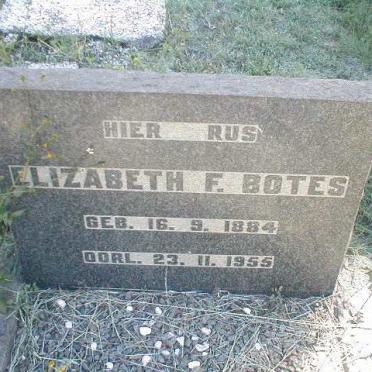 HIER RUS
ELIZABETH F. BOTES
GEB. 16. 9. 1884
OORL. 23. 11. 1955